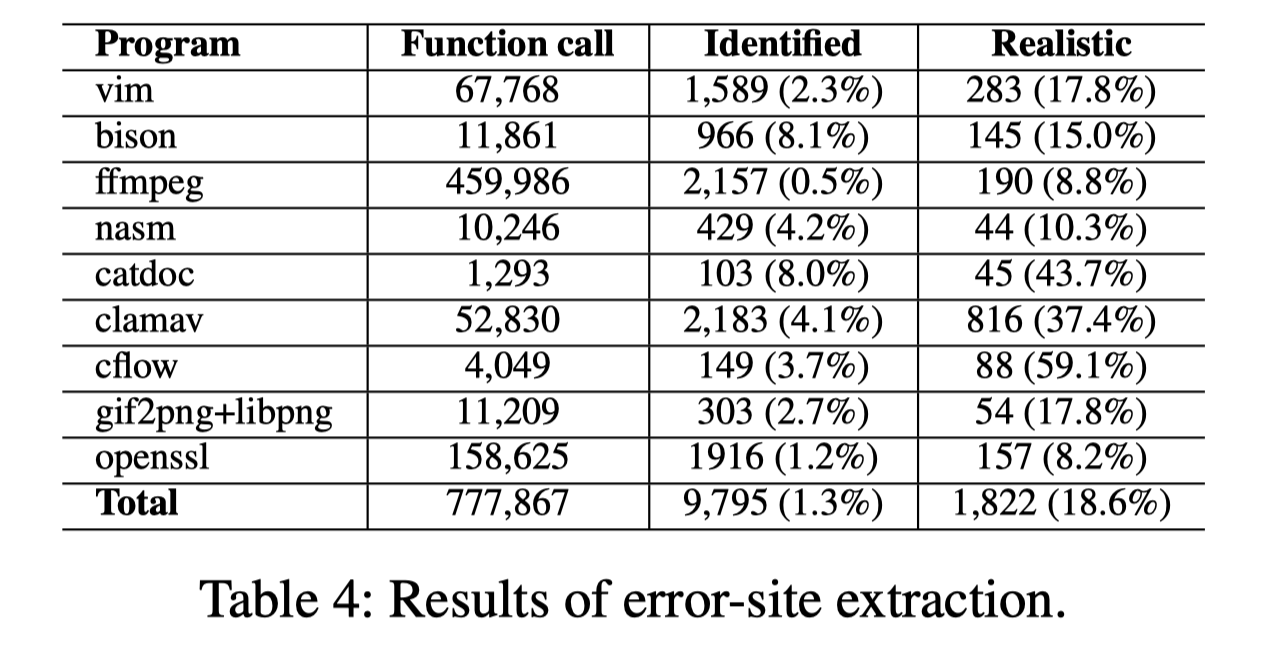 Program Function call Identified Realistic
vim 67,768 1,589 (2.3%) 283 (17.8%)
bison 11,861 966 (8.1%) 145 (15.0%)
ffmpeg 459,986 2,157 (0.5%) 190 (8.8%)
nasm 10,246 429 (4.2%) 44 (10.3%)
catdoc 1,293 103 (8.0%) 45 (43.7%)
clamav 52,830 2,183 (4.1%) 816 (37.4%)
cflow 4,049 149 (3.7%) 88 (59.1%)
gif2png+libpng 11,209 303 (2.7%) 54 (17.8%)
openssl 158,625 1916 (1.2%) 157 (8.2%)
Total 777,867 9,795 (1.3%) 1,822 (18.6%)
Table 4: Results of error-site extraction.